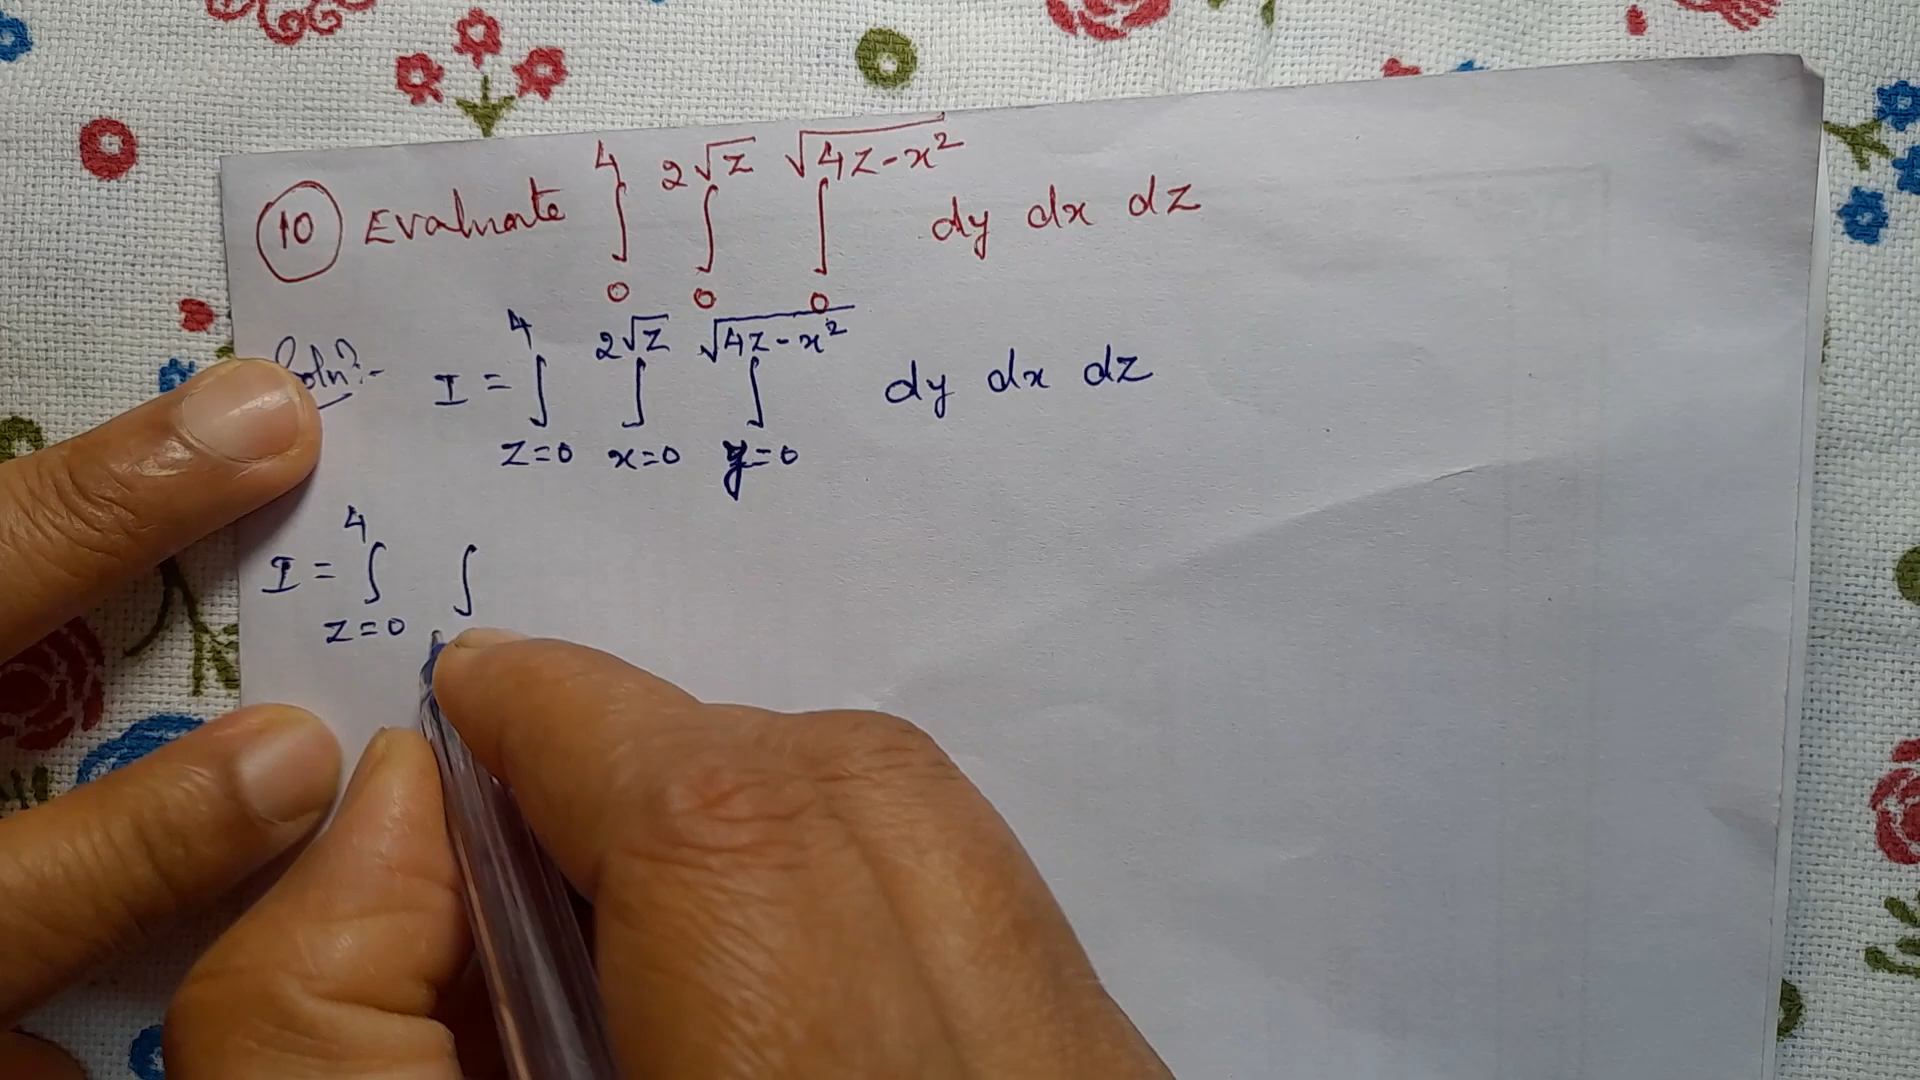 10 Evaluate ∫₀⁴ ∫₀^{2√z} ∫₀^{√(4z-x²)} dy dx dz
Soln:- I = ∫_{z=0}^{4} ∫_{x=0}^{2√z} ∫_{y=0}^{√(4z-x²)} dy dx dz
I = ∫_{z=0}^{4} ∫